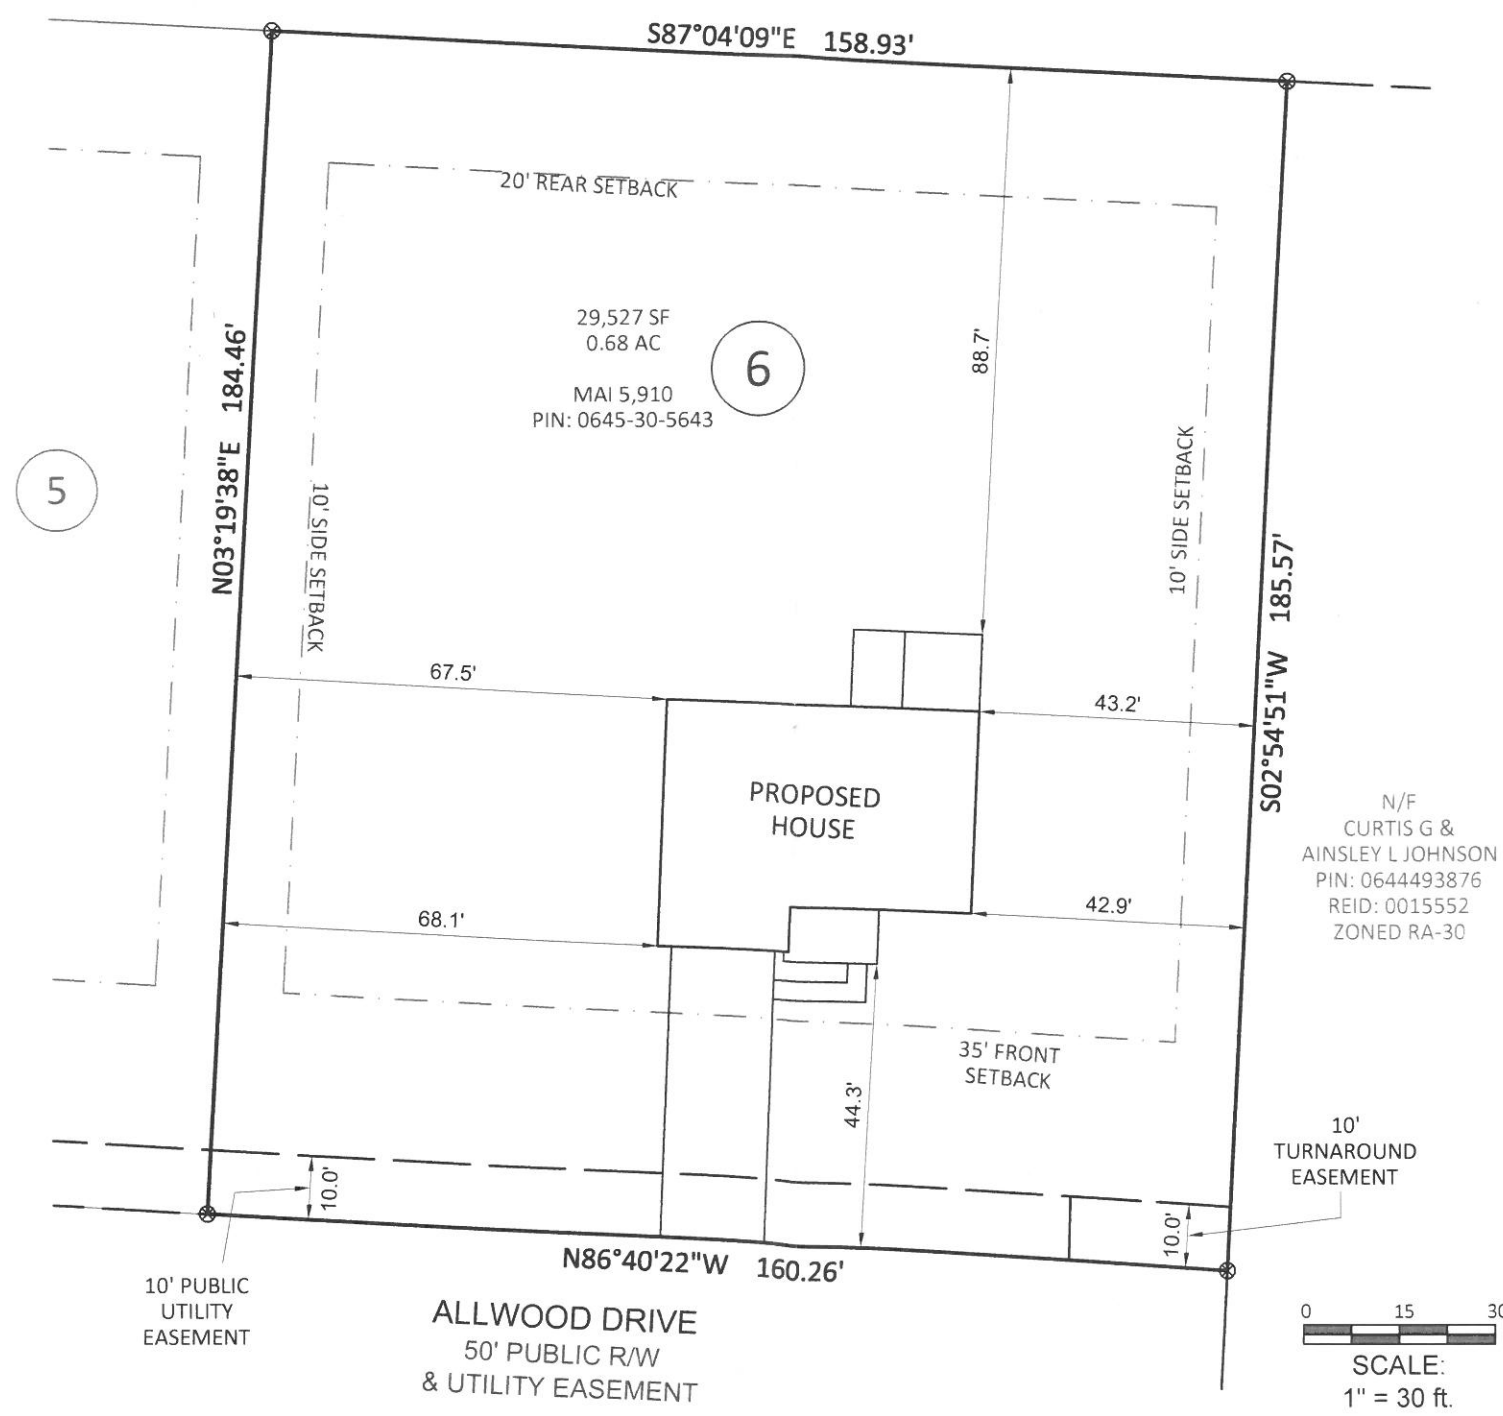 S87°04'09"E 158.93'
20' REAR SETBACK
29,527 SF
0.68 AC
MAI 5,910
PIN: 0645-30-5643
6
88.7'
N03°19'38"E 184.46'
5
10' SIDE SETBACK
10' SIDE SETBACK
S02°54'51"W 185.57'
67.5'
43.2'
PROPOSED
HOUSE
N/F
CURTIS G &
AINSLEY L JOHNSON
PIN: 0644493876
REID: 0015552
ZONED RA-30
68.1'
42.9'
35' FRONT
SETBACK
44.3'
10'
TURNAROUND
EASEMENT
10.0'
10.0'
N86°40'22"W 160.26'
10' PUBLIC
UTILITY
EASEMENT
ALLWOOD DRIVE
50' PUBLIC R/W
& UTILITY EASEMENT
0 15 30
SCALE:
1" = 30 ft.